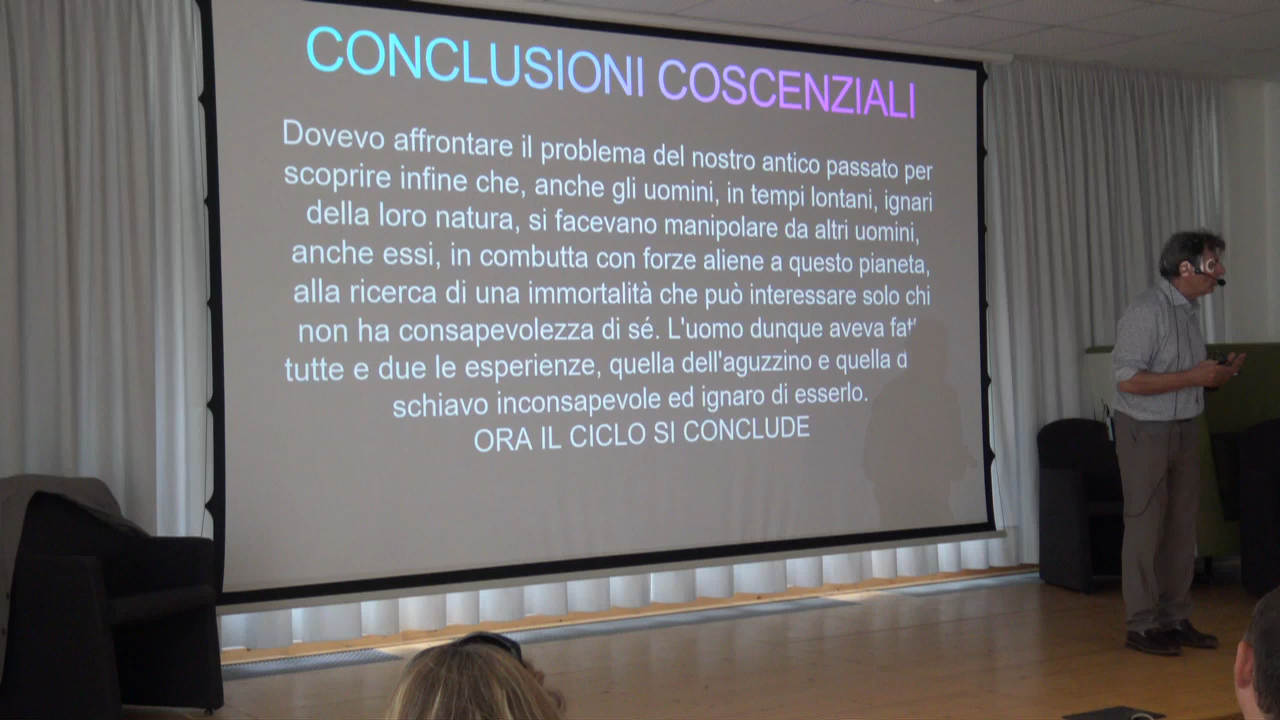 CONCLUSIONI COSCENZIALI
Dovevo affrontare il problema del nostro antico passato per
scoprire infine che, anche gli uomini, in tempi lontani, ignari
della loro natura, si facevano manipolare da altri uomini,
anche essi, in combutta con forze aliene a questo pianeta,
alla ricerca di una immortalità che può interessare solo chi
non ha consapevolezza di sé. L'uomo dunque aveva
tutte e due le esperienze, quella dell'aguzzino e quella
schiavo inconsapevole ed ignaro di esserlo.
ORA IL CICLO SI CONCLUDE